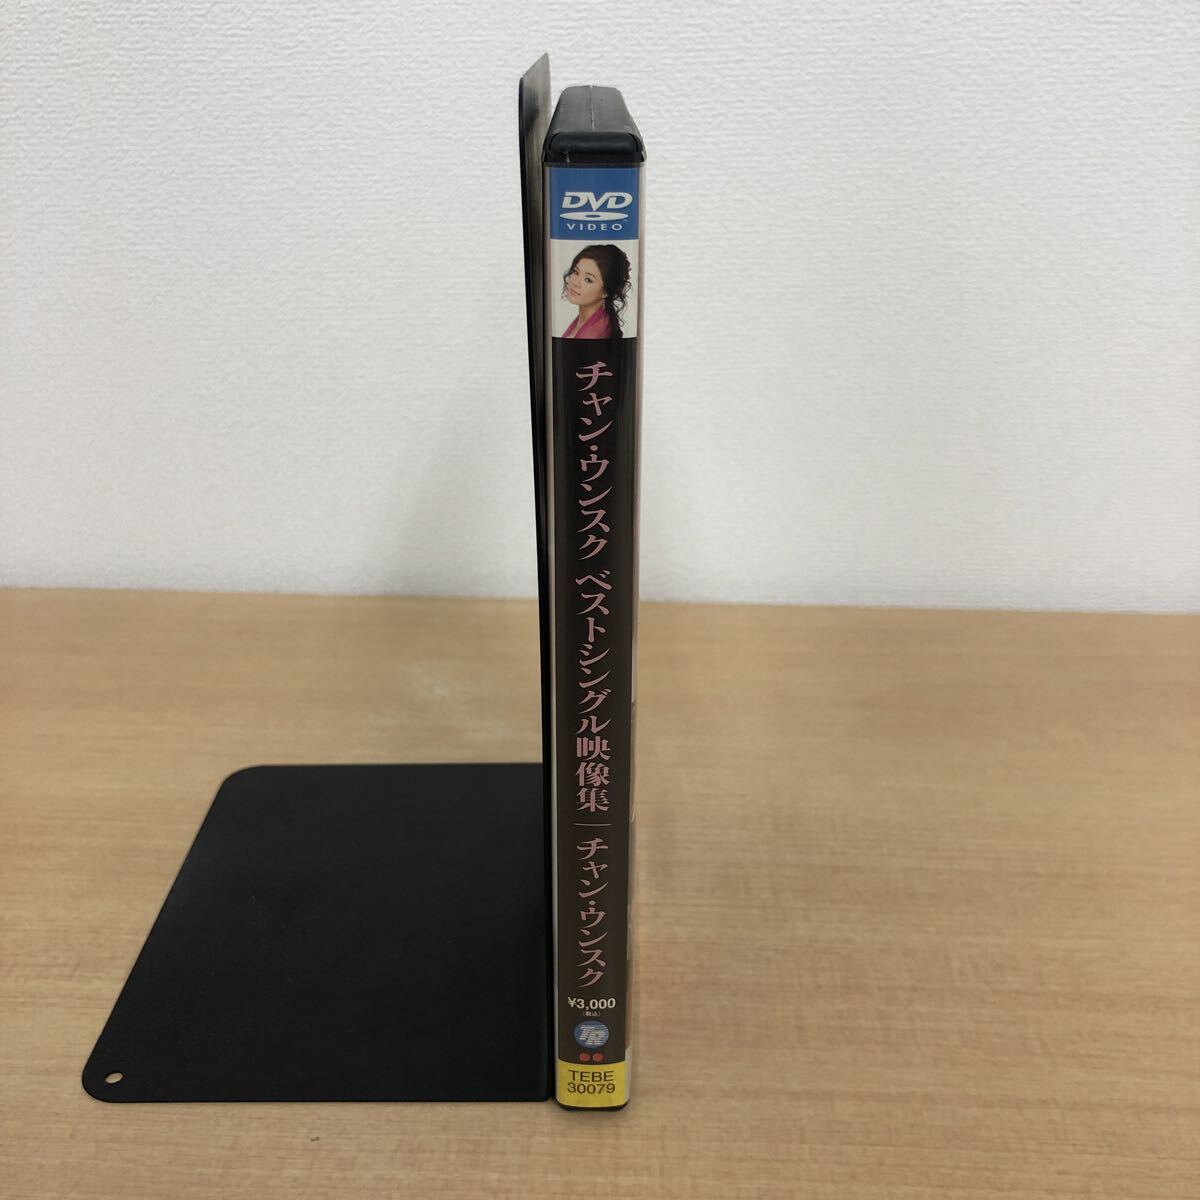 DVD
VIDEO
チャン・ウンスク ベストシングル映像集｜チャン・ウンスク
¥3,000
(税込)
TR
TEBE
30079